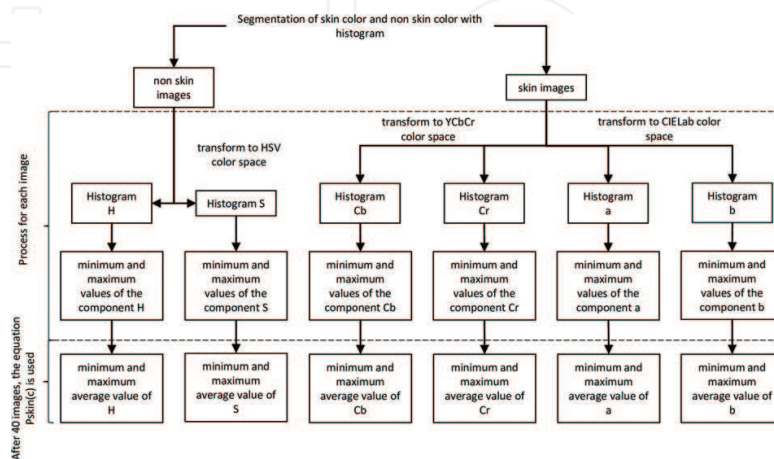 Segmentation of skin color and non skin color with
histogram
non skin
images
skin images
transform to HSV
color space
transform to YCbCr
color space
transform to CIELab color
space
Process for each image
Histogram
H
Histogram S
Histogram
Cb
Histogram
Cr
Histogram
a
Histogram
b
minimum and
maximum
values of the
component H
minimum and
maximum
values of the
component S
minimum and
maximum
values of the
component Cb
minimum and
maximum
values of the
component Cr
minimum and
maximum
values of the
component a
minimum and
maximum
values of the
component b
After 40 images, the equation
Pskin(c) is used
minimum and
maximum
average value of
H
minimum and
maximum
average value of
S
minimum and
maximum
average value of
Cb
minimum and
maximum
average value of
Cr
minimum and
maximum
average value of
a
minimum and
maximum
average value of
b